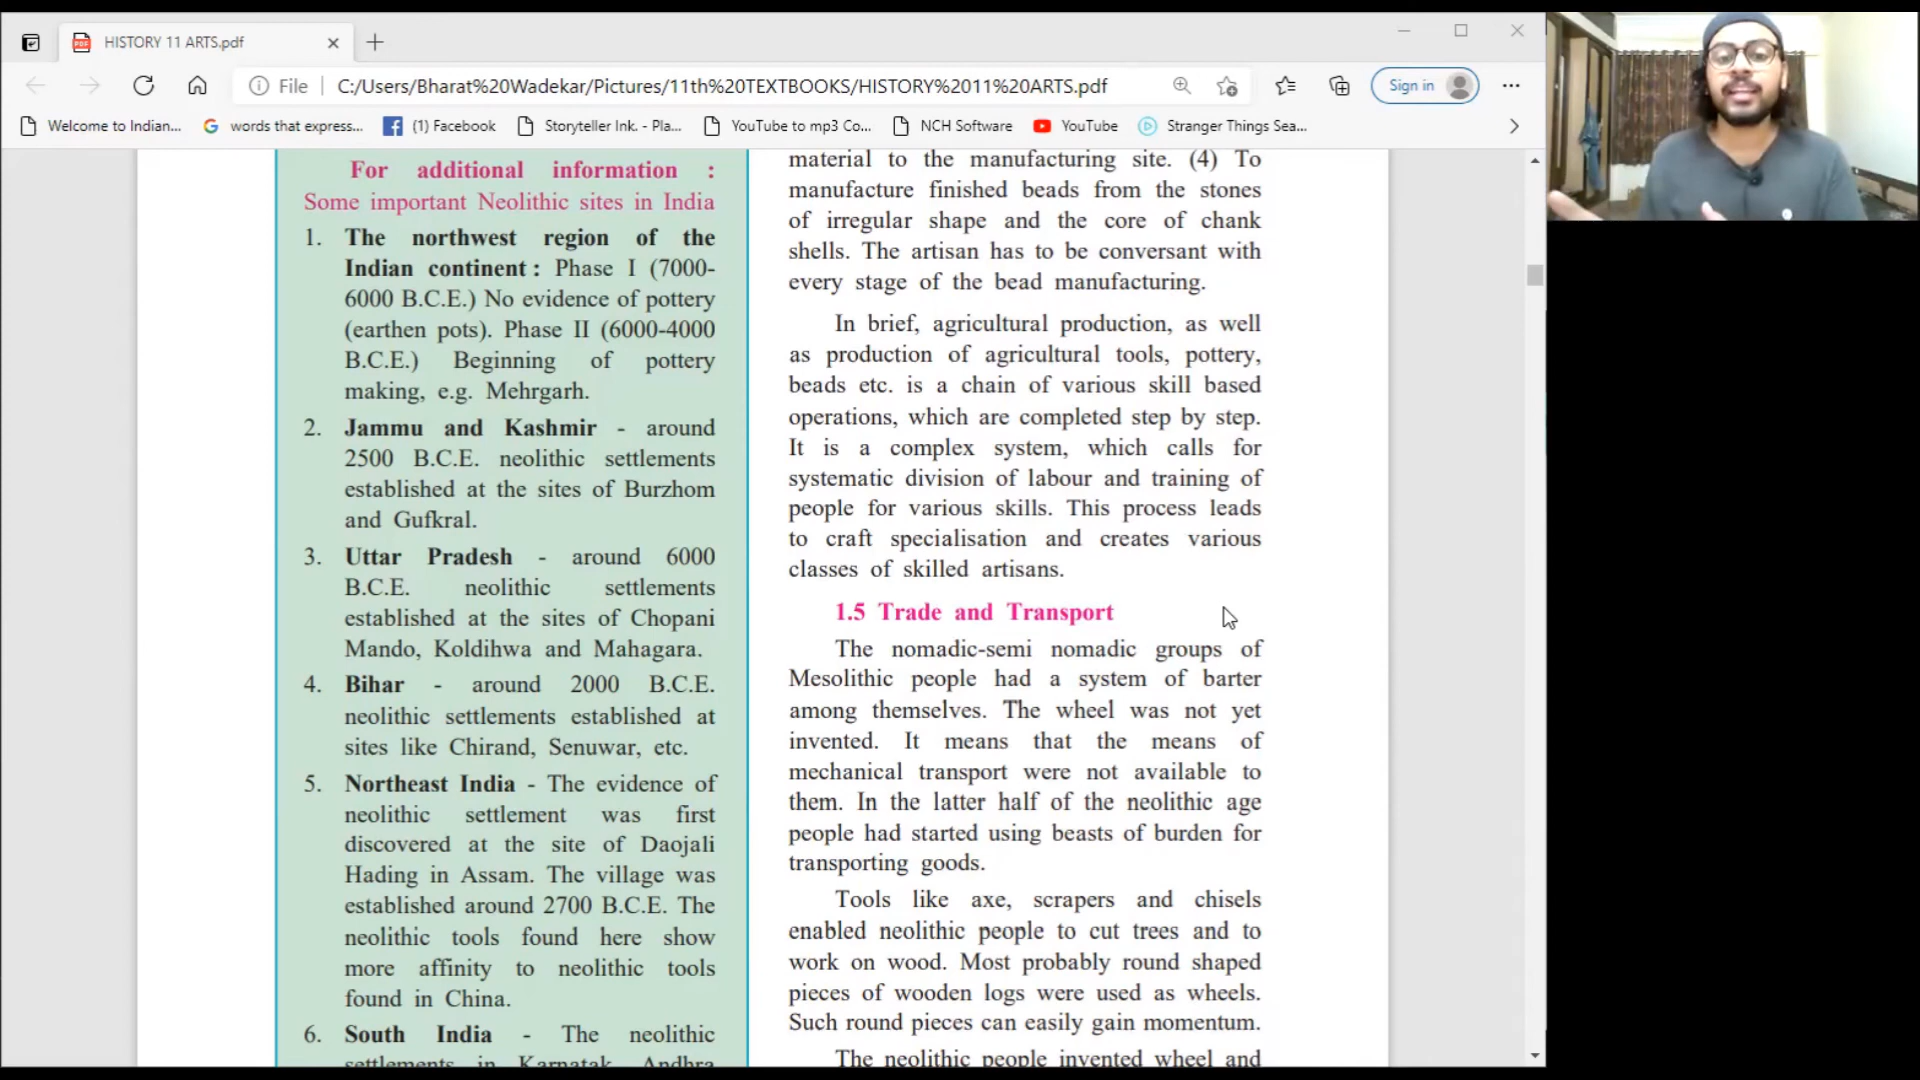 HISTORY 11 ARTS.pdf
File
C:/Users/Bharat%20Wadekar/Pictures/11th%20TEXTBOOKS/HISTORY%2011%20ARTS.pdf
Sign in
Welcome to Indian...
words that express...
(1) Facebook
Storyteller Ink. - Pla...
YouTube to mp3 Co...
NCH Software
YouTube
Stranger Things Sea...
For additional information :
Some important Neolithic sites in India
1. The northwest region of the
Indian continent : Phase I (7000-
6000 B.C.E.) No evidence of pottery
(earthen pots). Phase II (6000-4000
B.C.E.) Beginning of pottery
making, e.g. Mehrgarh.
2. Jammu and Kashmir - around
2500 B.C.E. neolithic settlements
established at the sites of Burzhom
and Gufkral.
3. Uttar Pradesh - around 6000
B.C.E. neolithic settlements
established at the sites of Chopani
Mando, Koldihwa and Mahagara.
4. Bihar - around 2000 B.C.E.
neolithic settlements established at
sites like Chirand, Senuwar, etc.
5. Northeast India - The evidence of
neolithic settlement was first
discovered at the site of Daojali
Hading in Assam. The village was
established around 2700 B.C.E. The
neolithic tools found here show
more affinity to neolithic tools
found in China.
6. South India - The neolithic
settlements in Karnatak, Andhra
material to the manufacturing site. (4) To
manufacture finished beads from the stones
of irregular shape and the core of chank
shells. The artisan has to be conversant with
every stage of the bead manufacturing.
In brief, agricultural production, as well
as production of agricultural tools, pottery,
beads etc. is a chain of various skill based
operations, which are completed step by step.
It is a complex system, which calls for
systematic division of labour and training of
people for various skills. This process leads
to craft specialisation and creates various
classes of skilled artisans.
1.5 Trade and Transport
The nomadic-semi nomadic groups of
Mesolithic people had a system of barter
among themselves. The wheel was not yet
invented. It means that the means of
mechanical transport were not available to
them. In the latter half of the neolithic age
people had started using beasts of burden for
transporting goods.
Tools like axe, scrapers and chisels
enabled neolithic people to cut trees and to
work on wood. Most probably round shaped
pieces of wooden logs were used as wheels.
Such round pieces can easily gain momentum.
The neolithic people invented wheel and